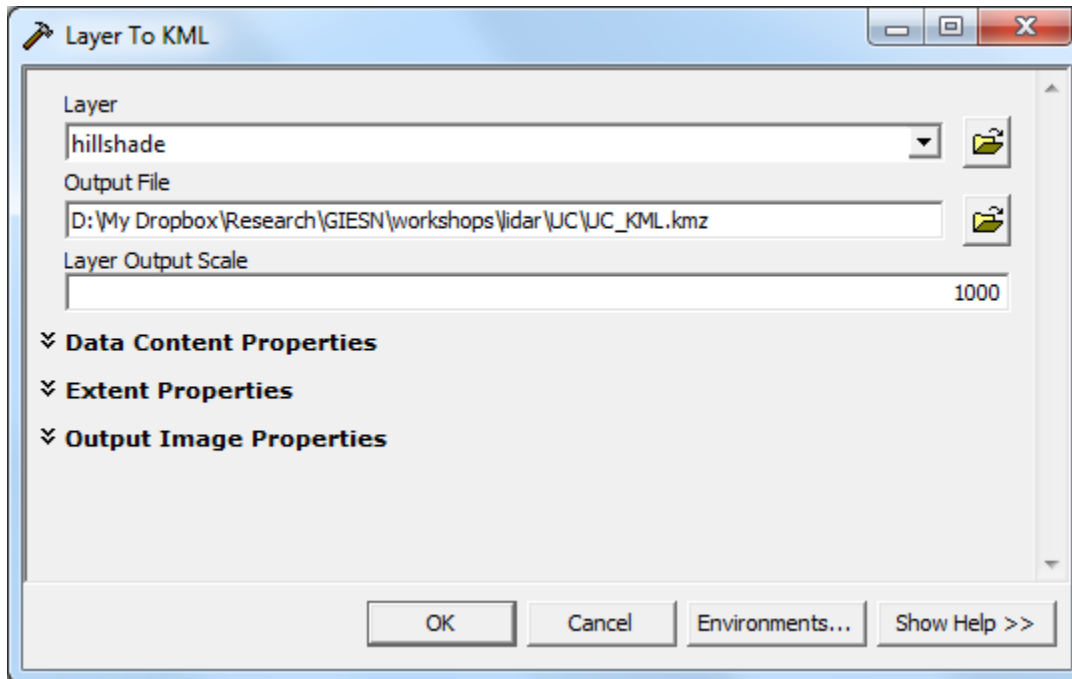 Layer To KML
Layer
hillshade
Output File
D:\My Dropbox\Research\GIESN\workshops\lidar\UC\UC_KML.kmz
Layer Output Scale
1000
Data Content Properties
Extent Properties
Output Image Properties
OK Cancel Environments... Show Help >>